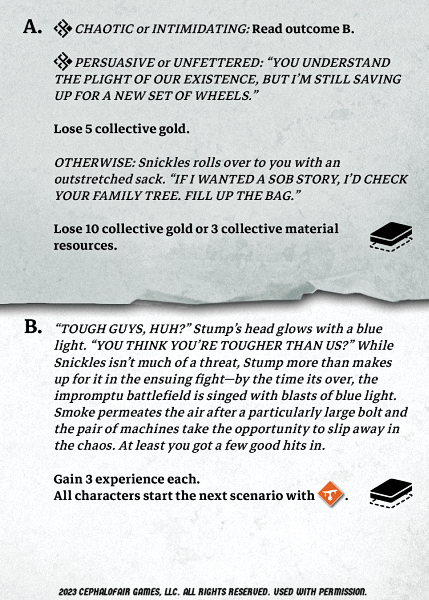 A. CHAOTIC or INTIMIDATING: Read outcome B.
PERSUASIVE or UNFETTERED: “YOU UNDERSTAND
THE PLIGHT OF OUR EXISTENCE, BUT I’M STILL SAVING
UP FOR A NEW SET OF WHEELS.”
Lose 5 collective gold.
OTHERWISE: Snickles rolls over to you with an
outstretched sack. “IF I WANTED A SOB STORY, I’D CHECK
YOUR FAMILY TREE. FILL UP THE BAG.”
Lose 10 collective gold or 3 collective material
resources.
B. “TOUGH GUYS, HUH?” Stump’s head glows with a blue
light. “YOU THINK YOU’RE TOUGHER THAN US?” While
Snickles isn’t much of a threat, Stump more than makes
up for it in the ensuing fight—by the time its over, the
impromptu battlefield is singed with blasts of blue light.
Smoke permeates the air after a particularly large bolt and
the pair of machines take the opportunity to slip away in
the chaos. At least you got a few good hits in.
Gain 3 experience each.
All characters start the next scenario with .
2023 CEPHALOFAIR GAMES, LLC. ALL RIGHTS RESERVED. USED WITH PERMISSION.